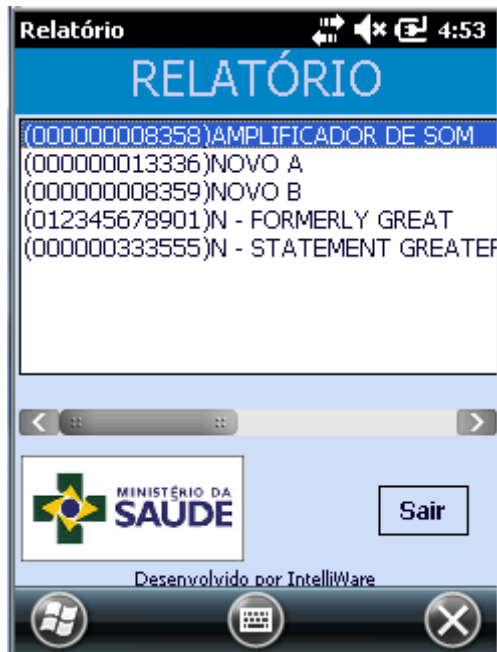 Relatório 4:53
RELATÓRIO
(000000008358)AMPLIFICADOR DE SOM
(000000013336)NOVO A
(000000008359)NOVO B
(012345678901)N - FORMERLY GREAT
(000000333555)N - STATEMENT GREATER
MINISTÉRIO DA
SAÚDE
Sair
Desenvolvido por IntelliWare